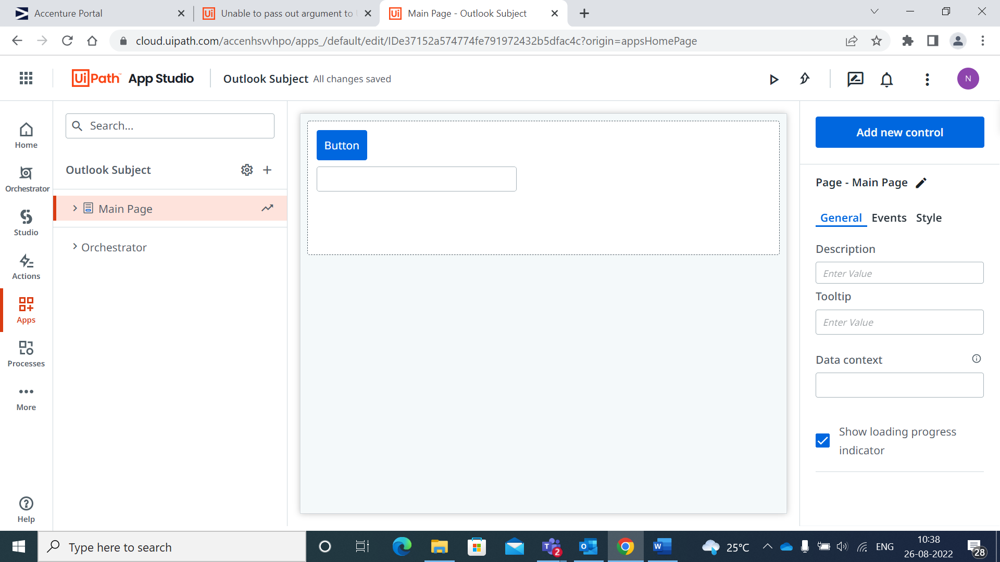 Accenture Portal
Unable to pass out argument to
Main Page - Outlook Subject
cloud.uipath.com/accenhsvvhpo/apps_/default/edit/IDe37152a574774fe791972432b5dfac4c?origin=appsHomePage
UiPath™ App Studio
Outlook Subject All changes saved
N
Home
Orchestrator
Studio
Actions
Apps
Processes
More
Help
Search...
Outlook Subject
Main Page
Orchestrator
Button
Add new control
Page - Main Page
General Events Style
Description
Enter Value
Tooltip
Enter Value
Data context
Show loading progress
indicator
Type here to search
2
25°C
ENG
10:38
26-08-2022
28